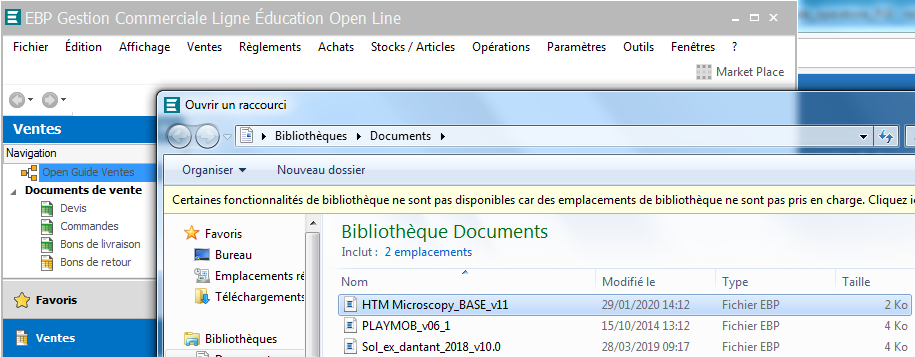 EBP Gestion Commerciale Ligne Éducation Open Line
Fichier Édition Affichage Ventes Règlements Achats Stocks / Articles Opérations Paramètres Outils Fenêtres ?
Market Place
Ouvrir un raccourci
Ventes
Bibliothèques Documents
Navigation
Open Guide Ventes
Organiser Nouveau dossier
Documents de vente
Certaines fonctionnalités de bibliothèque ne sont pas disponibles car des emplacements de bibliothèque ne sont pas pris en charge. Cliquez
Devis
Commandes
Bons de livraison
Bons de retour
Favoris
Bureau
Emplacements ré
Téléchargements
Bibliothèques
Bibliothèque Documents
Inclut : 2 emplacements
Nom Modifié le Type Taille
HTM Microscopy_BASE_v11 29/01/2020 14:12 Fichier EBP 2 Ko
PLAYMOB_v06_1 15/10/2014 13:12 Fichier EBP 4 Ko
Sol_ex_dantant_2018_v10.0 28/03/2019 09:17 Fichier EBP 4 Ko
Favoris
Ventes